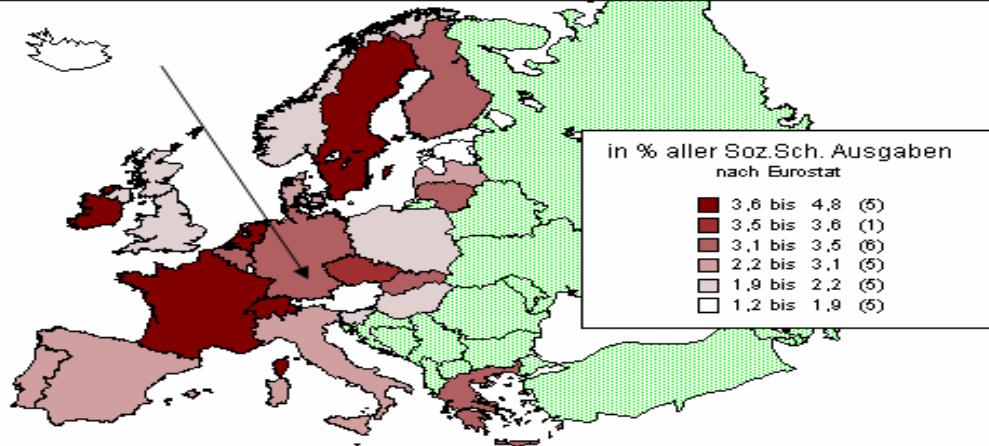 in % aller Soz.Sch. Ausgaben
nach Eurostat
3,6 bis 4,8 (5)
3,5 bis 3,6 (1)
3,1 bis 3,5 (6)
2,2 bis 3,1 (5)
1,9 bis 2,2 (5)
1,2 bis 1,9 (5)